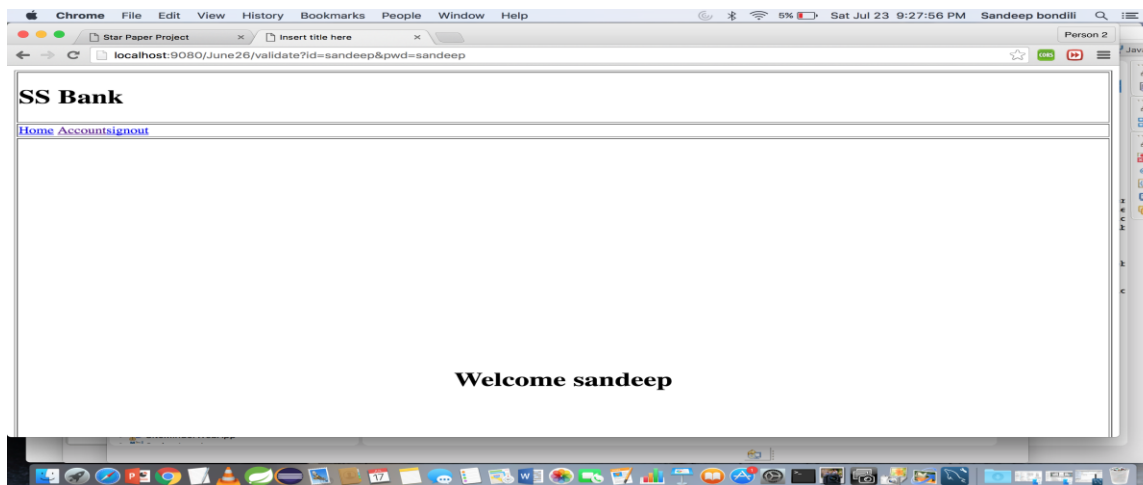 Chrome File Edit View History Bookmarks People Window Help 5% Sat Jul 23 9:27:56 PM Sandeep bondili
Star Paper Project × Insert title here × Person 2
localhost:9080/June26/validate?id=sandeep&pwd=sandeep CORS
SS Bank
Home Accountsignout
Welcome sandeep
17